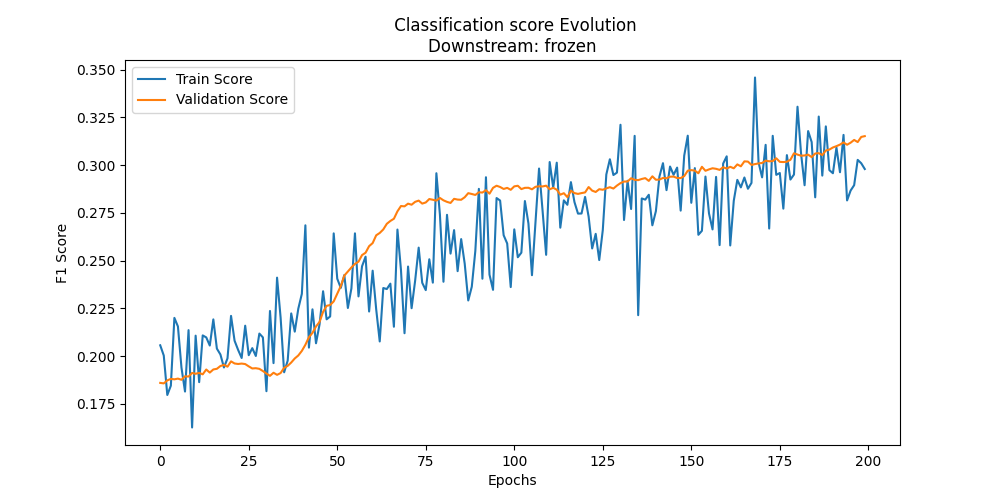 Classification score Evolution
Downstream: frozen
Train Score
Validation Score
F1 Score
0.350
0.325
0.300
0.275
0.250
0.225
0.200
0.175
0 25 50 75 100 125 150 175 200
Epochs